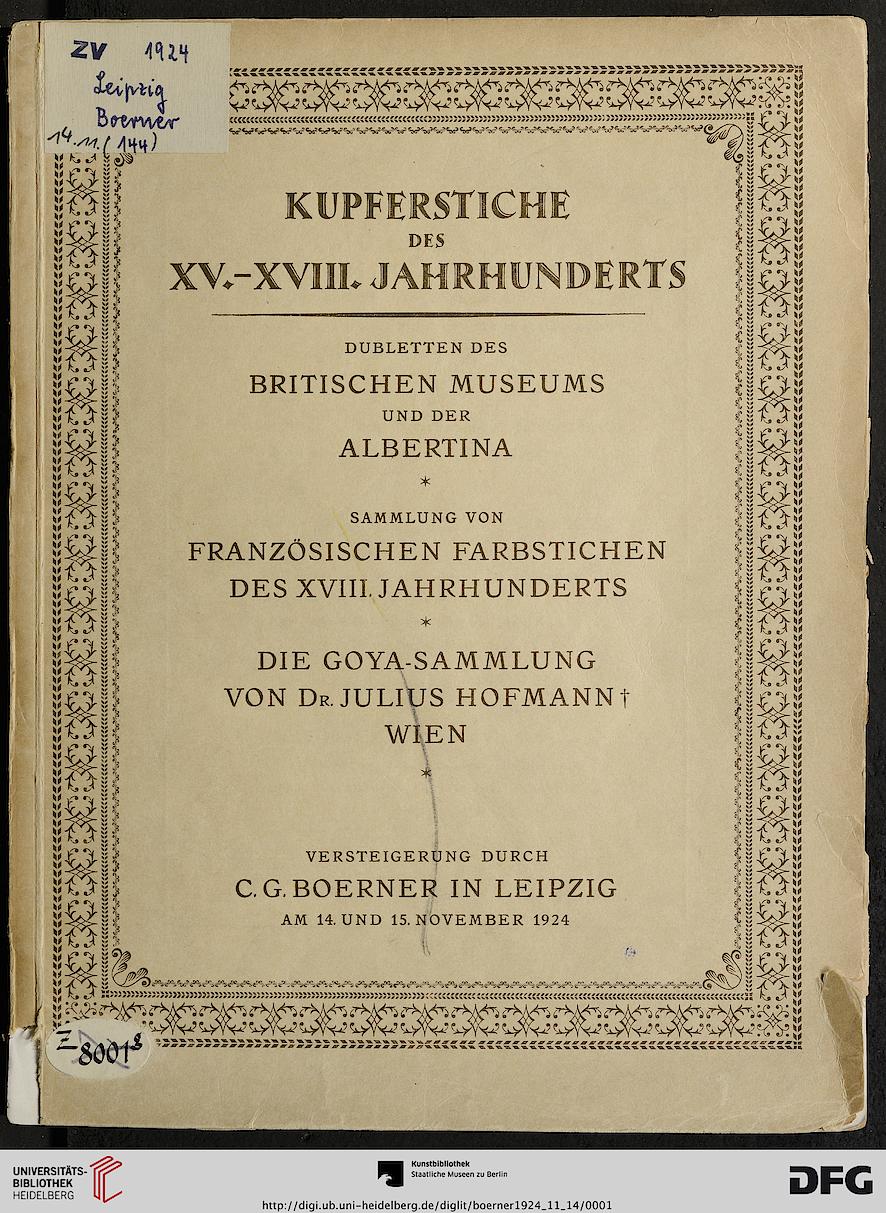 ZV 1924
Leipzig
Boerner
14.11.(144)
KUPFERSTICHE
DES
XV.-XVIII. JAHRHUNDERTS
DUBLETTEN DES
BRITISCHEN MUSEUMS
UND DER
ALBERTINA
*
SAMMLUNG VON
FRANZÖSISCHEN FARBSTICHEN
DES XVIII. JAHRHUNDERTS
*
DIE GOYA-SAMMLUNG
VON DR. JULIUS HOFMANN †
WIEN
*
VERSTEIGERUNG DURCH
C. G. BOERNER IN LEIPZIG
AM 14. UND 15. NOVEMBER 1924
Z
8001
UNIVERSITÄTS-
BIBLIOTHEK
HEIDELBERG
Kunstbibliothek
Staatliche Museen zu Berlin
DFG
http://digi.ub.uni-heidelberg.de/diglit/boerner1924_11_14/0001